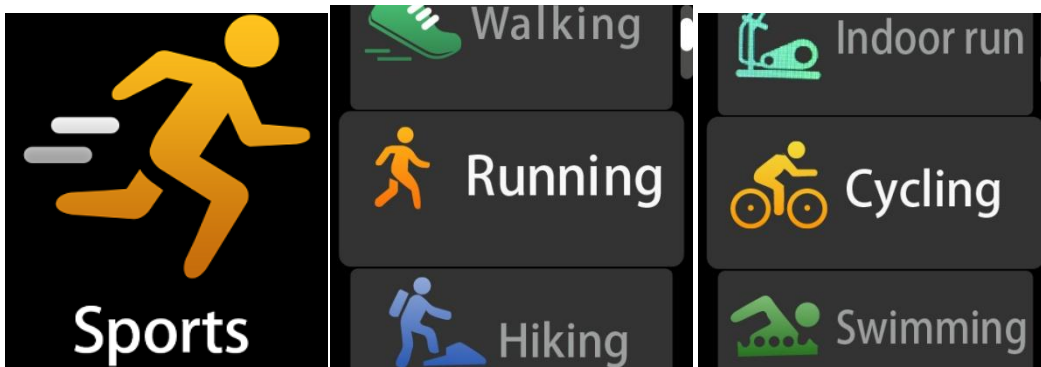 Sports
Walking
Running
Hiking
Indoor run
Cycling
Swimming